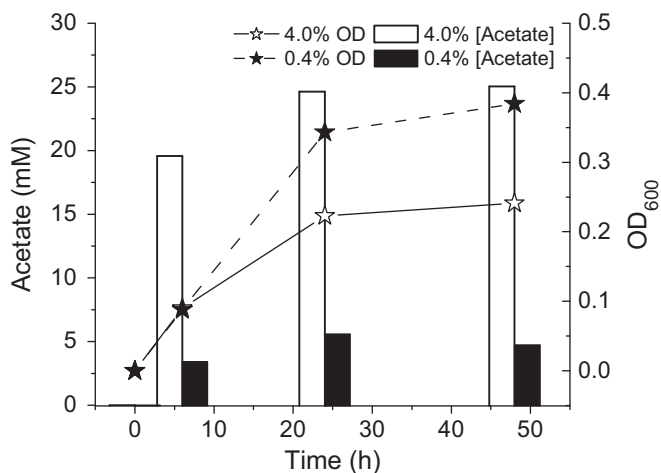 4.0% OD 4.0% [Acetate]
0.4% OD 0.4% [Acetate]
30
25
20
15
10
5
0
Acetate (mM)
0.5
0.4
0.3
0.2
0.1
0.0
OD600
0 10 20 30 40 50
Time (h)